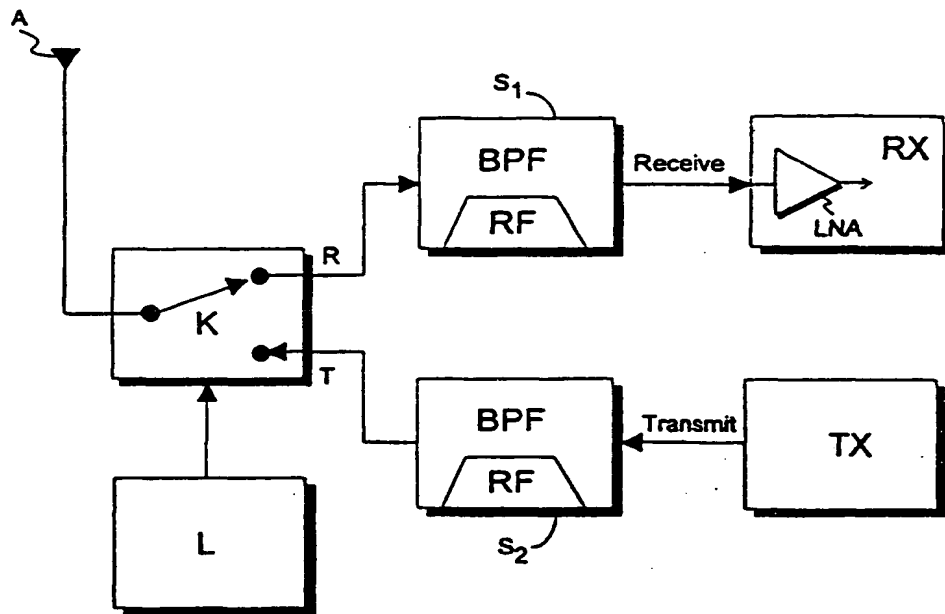 A
S1
BPF
RF
Receive
RX
LNA
R
K
T
BPF
RF
S2
Transmit
TX
L